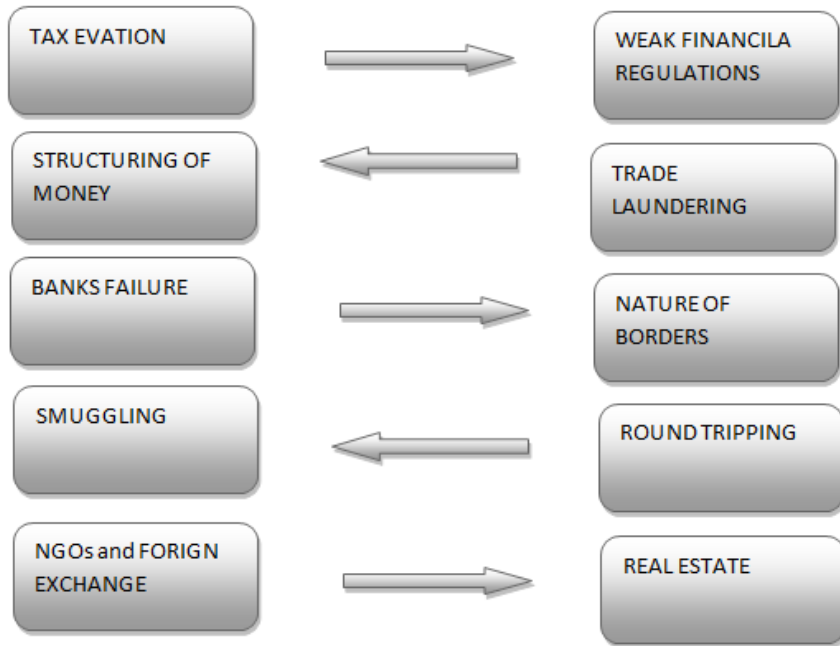 TAX EVATION
WEAK FINANCILA
REGULATIONS
STRUCTURING OF
MONEY
TRADE
LAUNDERING
BANKS FAILURE
NATURE OF
BORDERS
SMUGGLING
ROUND TRIPPING
NGOs and FORIGN
EXCHANGE
REAL ESTATE